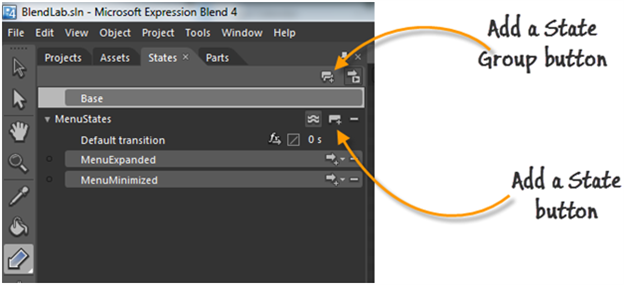 BlendLab.sln - Microsoft Expression Blend 4
File Edit View Object Project Tools Window Help
Projects Assets States × Parts
Base
MenuStates
Default transition fx 0 s
MenuExpanded
MenuMinimized
Add a State
Group button
Add a State
button